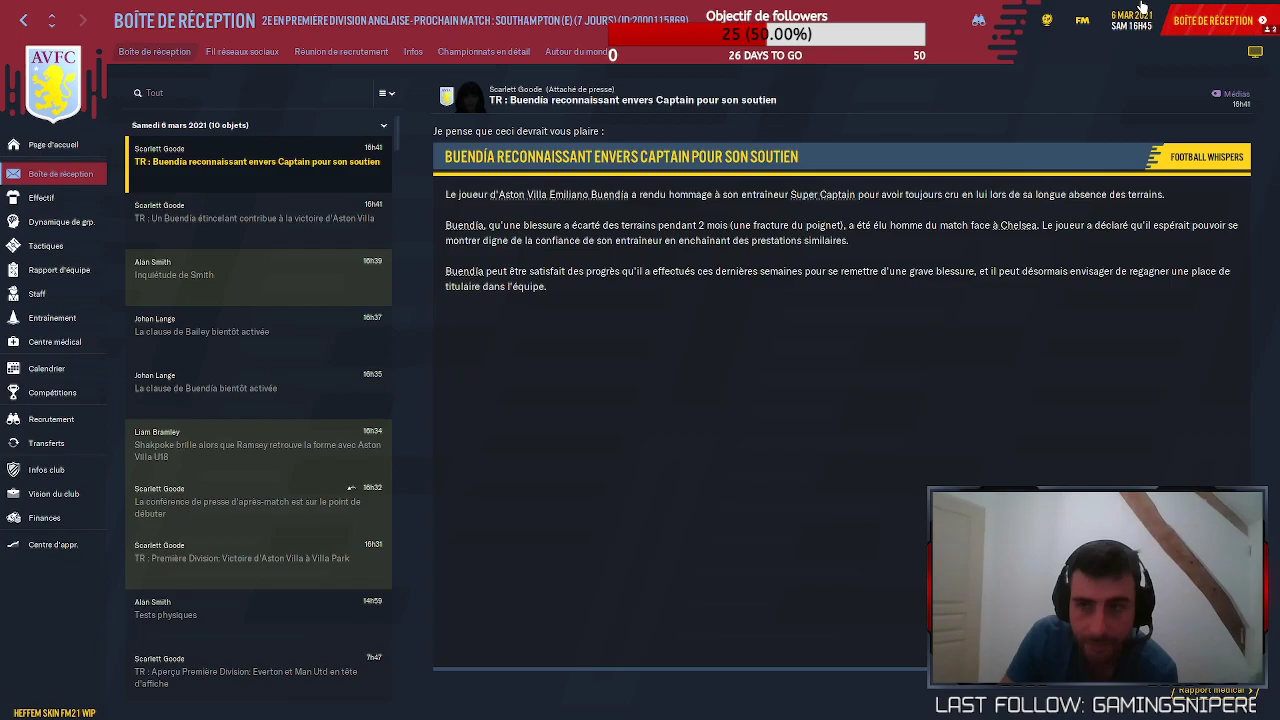 BOÎTE DE RÉCEPTION
2E EN PREMIÈRE DIVISION ANGLAISE-PROCHAIN MATCH : SOUTHAMPTON (E) (7 JOURS) (ID:2000115869)
Objectif de followers
25 (50.00%)
0
26 DAYS TO GO
50
FM
6 MAR 2021
SAM 16H45
BOÎTE DE RÉCEPTION
Boîte de réception
Fil réseaux sociaux
Réunion de recrutement
Infos
Championnats en détail
Autour du mond
AVFC
Page d'accueil
Boîte de réception
Effectif
Dynamiques du grp.
Tactiques
Rapport d'équipe
Staff
Entraînement
Centre médical
Calendrier
Compétitions
Recrutement
Transferts
Infos club
Vision du club
Finances
Centre d'appr.
HEFFEM SKIN FM21 WIP
Tout
Samedi 6 mars 2021 (10 objets)
Scarlett Goode
16h41
TR : Buendía reconnaissant envers Captain pour son soutien
Scarlett Goode
16h41
TR : Un Buendía étincelant contribue à la victoire d'Aston Villa
Alan Smith
16h39
Inquiétude de Smith
Johan Lange
16h37
La clause de Bailey bientôt activée
Johan Lange
16h35
La clause de Buendía bientôt activée
Liam Bramley
16h34
Shakpoke brille alors que Ramsey retrouve la forme avec Aston
Villa U18
Scarlett Goode
16h32
La conférence de presse d'après-match est sur le point de
débuter
Scarlett Goode
16h31
TR : Première Division: Victoire d'Aston Villa à Villa Park
Alan Smith
14h59
Tests physiques
Scarlett Goode
7h47
TR : Aperçu Première Division: Everton et Man Utd en tête
d'affiche
Scarlett Goode (Attaché de presse)
TR : Buendía reconnaissant envers Captain pour son soutien
Médias
16h41
Je pense que ceci devrait vous plaire :
BUENDÍA RECONNAISSANT ENVERS CAPTAIN POUR SON SOUTIEN
FOOTBALL WHISPERS
Le joueur d'Aston Villa Emiliano Buendía a rendu hommage à son entraîneur Super Captain pour avoir toujours cru en lui lors de sa longue absence des terrains.
Buendía, qu'une blessure a écarté des terrains pendant 2 mois (une fracture du poignet), a été élu homme du match face à Chelsea. Le joueur a déclaré qu'il espérait pouvoir se
montrer digne de la confiance de son entraîneur en enchaînant des prestations similaires.
Buendía peut être satisfait des progrès qu'il a effectués ces dernières semaines pour se remettre d'une grave blessure, et il peut désormais envisager de regagner une place de
titulaire dans l'équipe.
Rapport médical
LAST FOLLOW: GAMINGSNIPERE